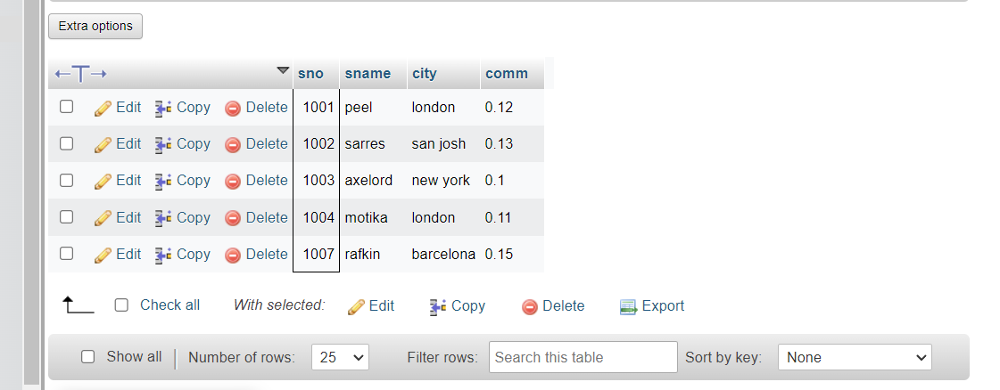 Extra options
←T→ sno sname city comm
Edit Copy Delete 1001 peel london 0.12
Edit Copy Delete 1002 sarres san josh 0.13
Edit Copy Delete 1003 axelord new york 0.1
Edit Copy Delete 1004 motika london 0.11
Edit Copy Delete 1007 rafkin barcelona 0.15
Check all With selected: Edit Copy Delete Export
Show all Number of rows: 25 Filter rows: Search this table Sort by key: None